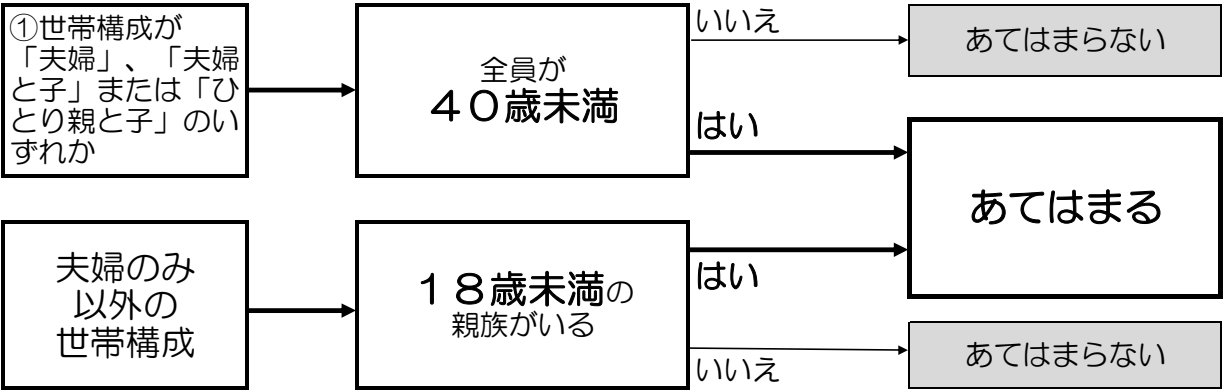 ①世帯構成が
「夫婦」、「夫婦
と子」または「ひ
とり親と子」のい
ずれか
全員が
４０歳未満
いいえ
あてはまらない
はい
あてはまる
夫婦のみ
以外の
世帯構成
１８歳未満の
親族がいる
はい
いいえ
あてはまらない